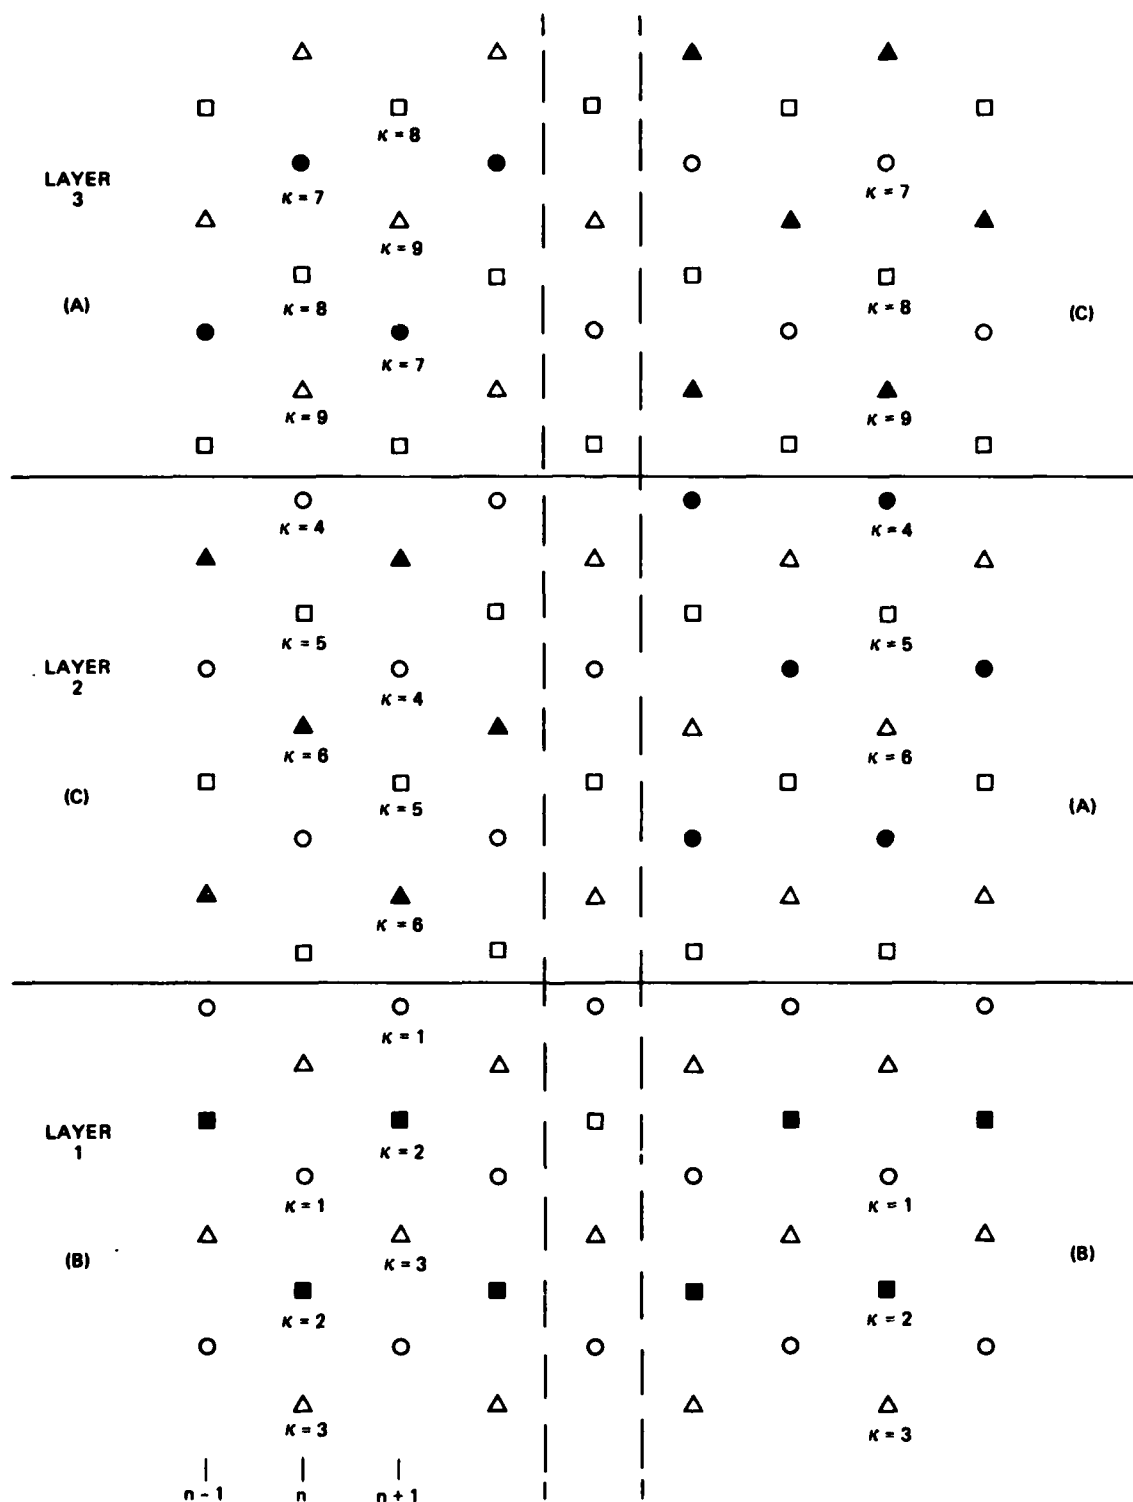 κ = 8
LAYER
3
κ = 7
κ = 7
κ = 9
(A)
κ = 8
κ = 8
(C)
κ = 7
κ = 9
κ = 9
κ = 4
κ = 4
κ = 5
κ = 5
LAYER
2
κ = 4
κ = 6
κ = 6
(C)
κ = 5
(A)
κ = 6
κ = 1
LAYER
1
κ = 2
κ = 1
κ = 1
(B)
κ = 3
(B)
κ = 2
κ = 2
κ = 3
κ = 3
n - 1
n
n + 1